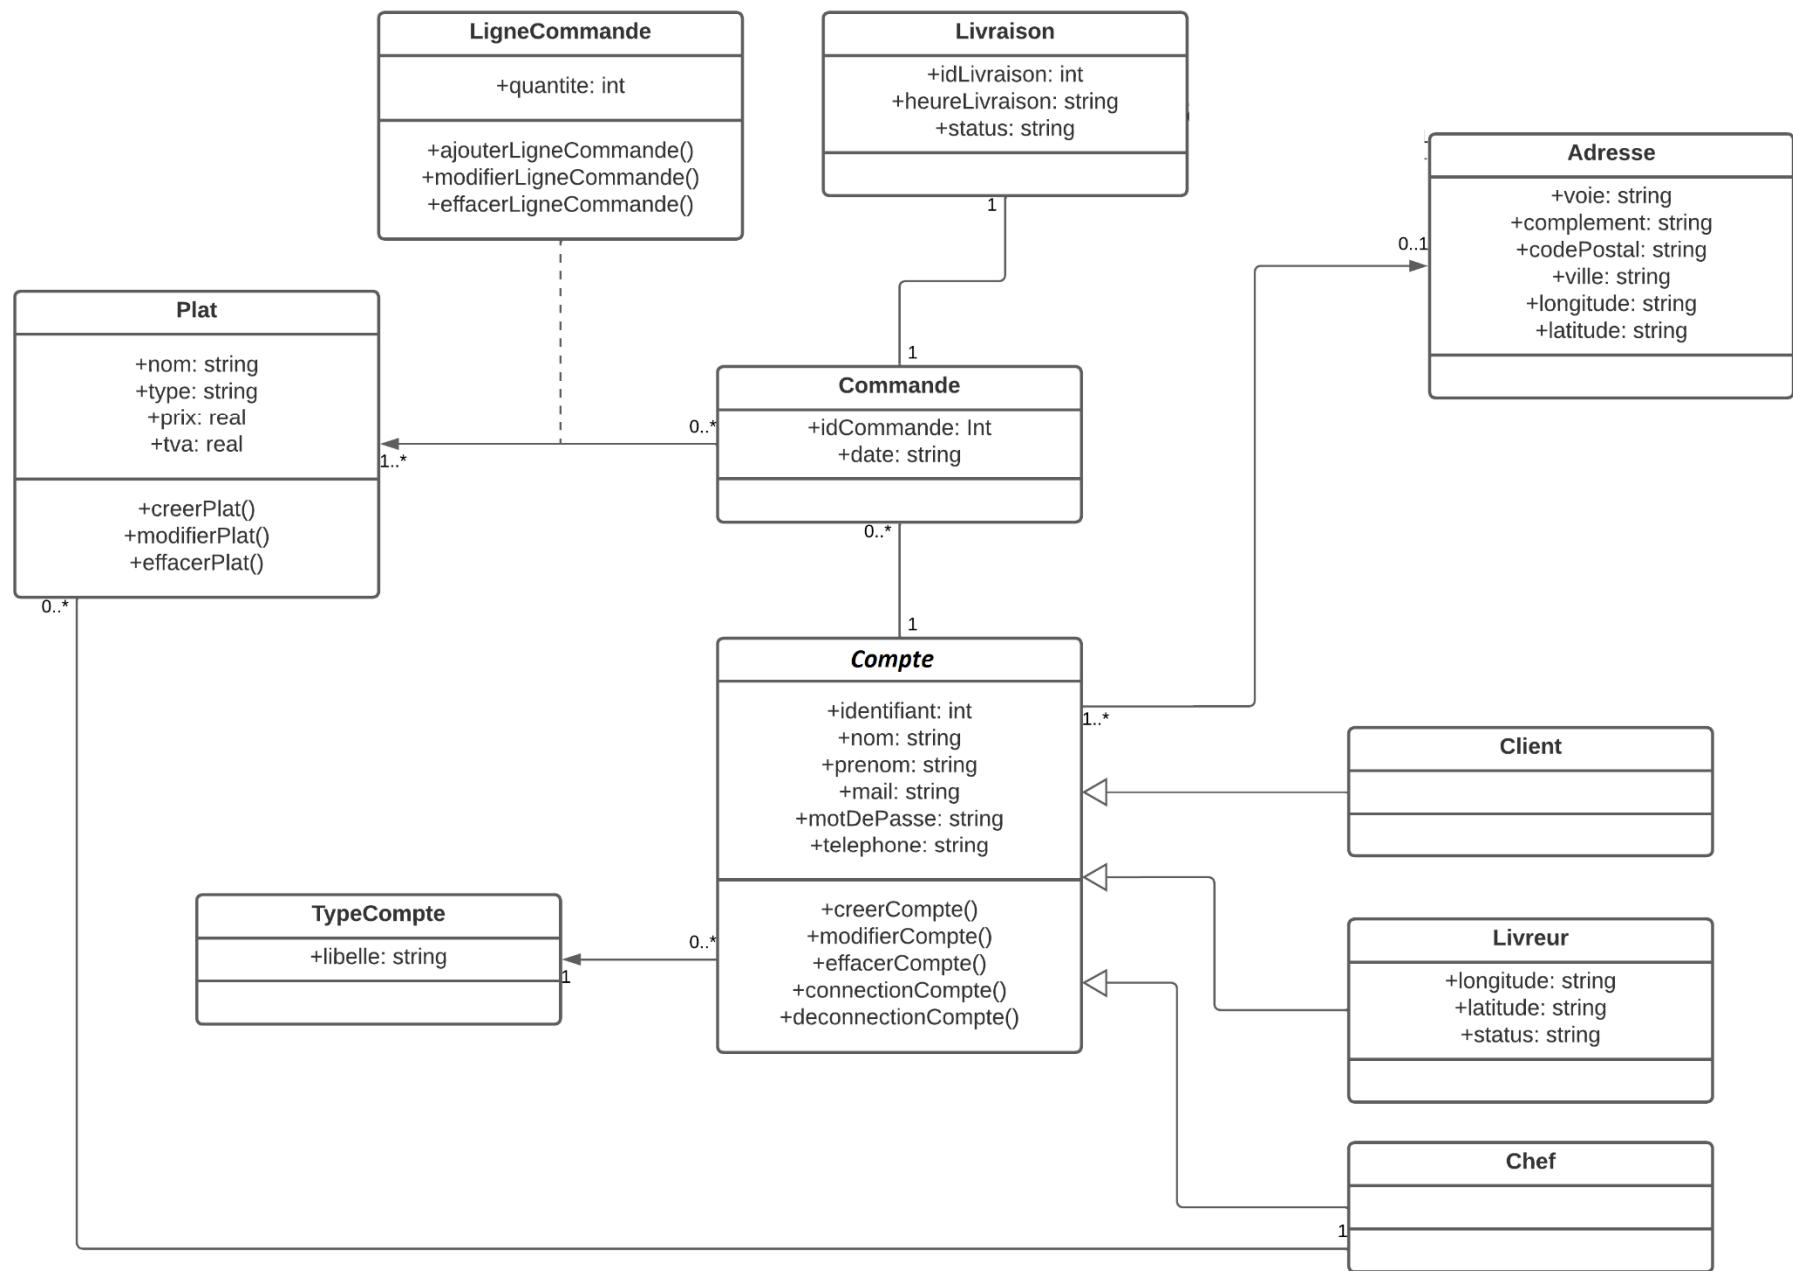 LigneCommande
+quantite: int
+ajouterLigneCommande()
+modifierLigneCommande()
+effacerLigneCommande()
Livraison
+idLivraison: int
+heureLivraison: string
+status: string
1
Adresse
+voie: string
+complement: string
+codePostal: string
+ville: string
+longitude: string
+latitude: string
0..1
Plat
+nom: string
+type: string
+prix: real
+tva: real
+creerPlat()
+modifierPlat()
+effacerPlat()
1..*
0..*
0..*
1
Commande
+idCommande: Int
+date: string
0..*
1
Compte
+identifiant: int
+nom: string
+prenom: string
+mail: string
+motDePasse: string
+telephone: string
+creerCompte()
+modifierCompte()
+effacerCompte()
+connectionCompte()
+deconnectionCompte()
1..*
0..*
1
TypeCompte
+libelle: string
Client
Livreur
+longitude: string
+latitude: string
+status: string
Chef
1